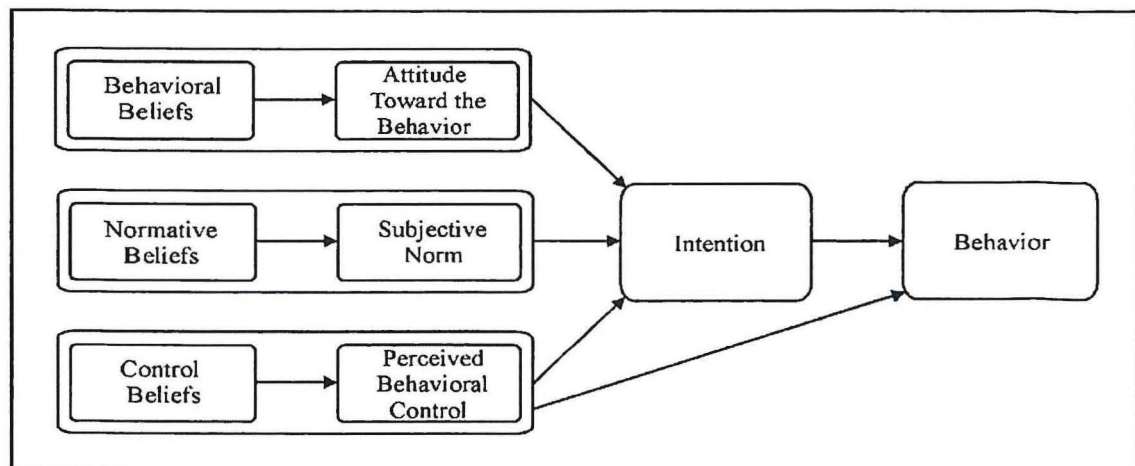 Behavioral
Beliefs
Attitude
Toward the
Behavior
Normative
Beliefs
Subjective
Norm
Intention
Behavior
Control
Beliefs
Perceived
Behavioral
Control